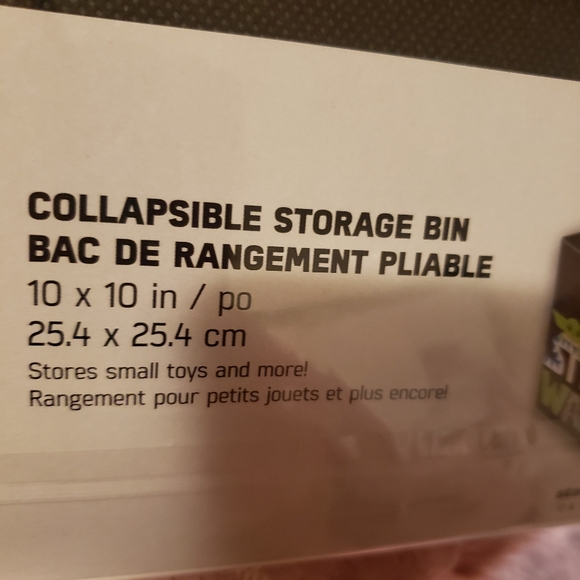 COLLAPSIBLE STORAGE BIN
BAC DE RANGEMENT PLIABLE
10 x 10 in / po
25.4 x 25.4 cm
Stores small toys and more!
Rangement pour petits jouets et plus encore!